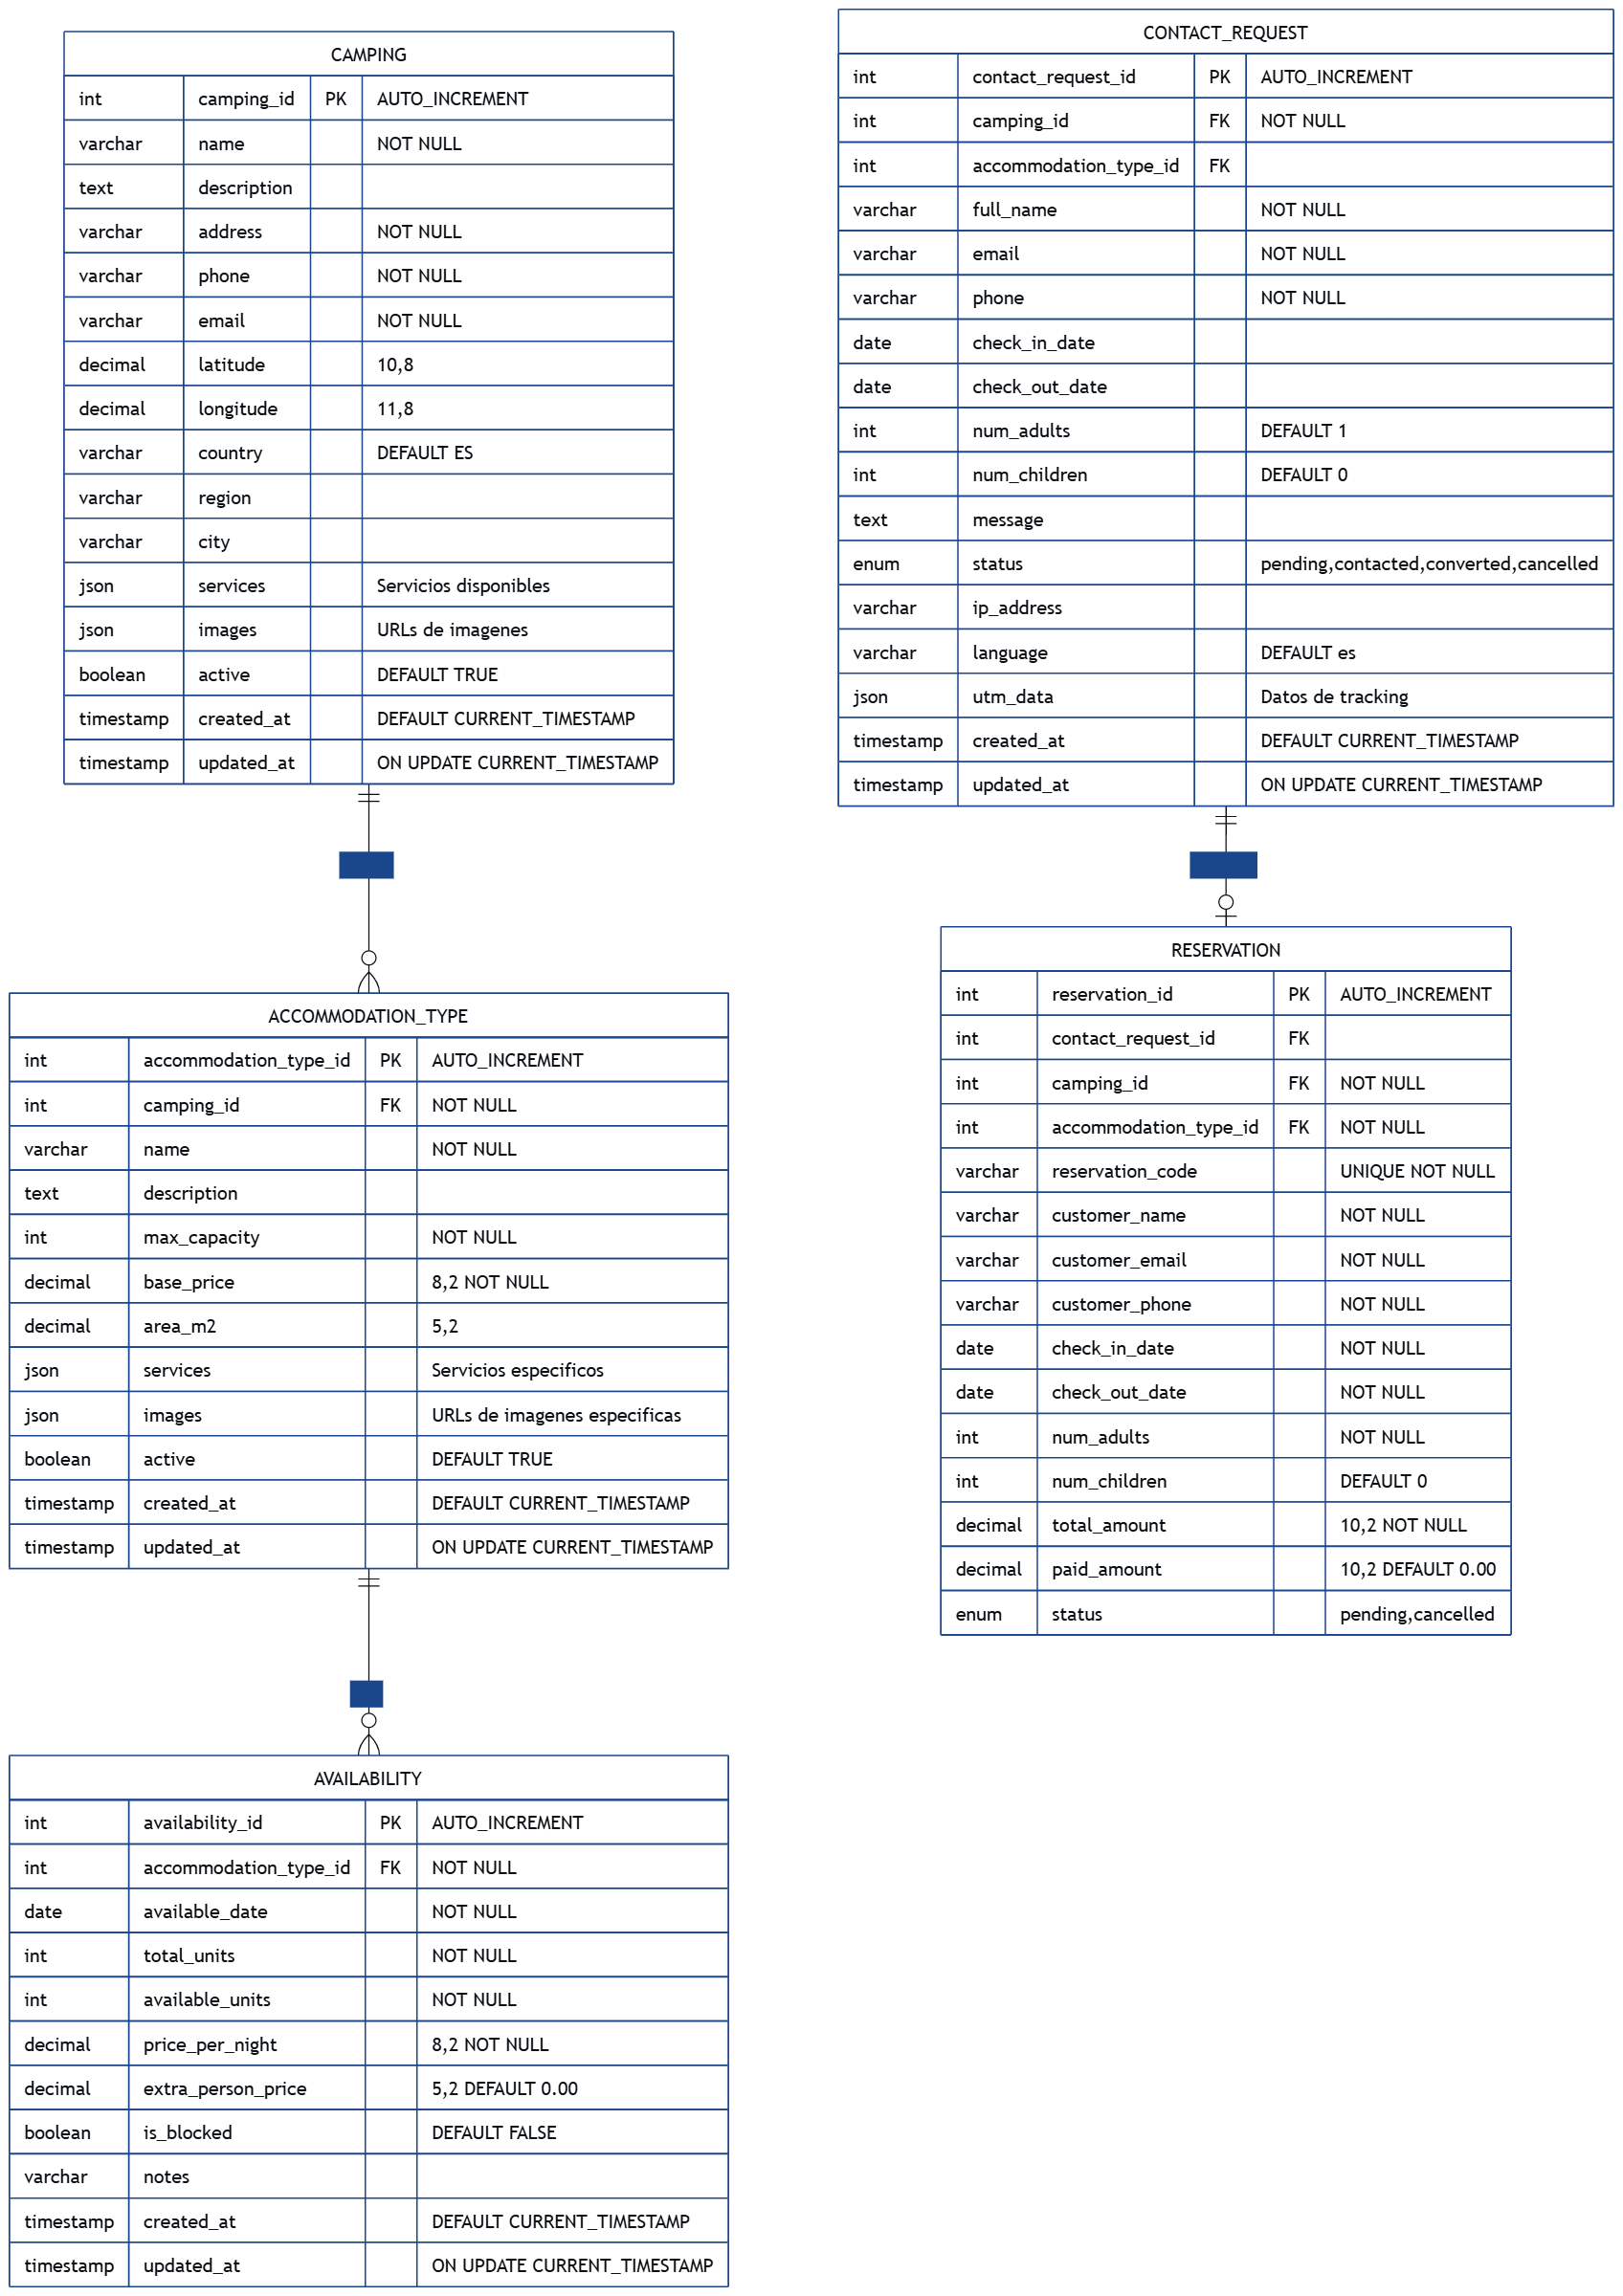 CAMPING
int camping_id PK AUTO_INCREMENT
varchar name NOT NULL
text description
varchar address NOT NULL
varchar phone NOT NULL
varchar email NOT NULL
decimal latitude 10,8
decimal longitude 11,8
varchar country DEFAULT ES
varchar region
varchar city
json services Servicios disponibles
json images URLs de imagenes
boolean active DEFAULT TRUE
timestamp created_at DEFAULT CURRENT_TIMESTAMP
timestamp updated_at ON UPDATE CURRENT_TIMESTAMP
CONTACT_REQUEST
int contact_request_id PK AUTO_INCREMENT
int camping_id FK NOT NULL
int accommodation_type_id FK
varchar full_name NOT NULL
varchar email NOT NULL
varchar phone NOT NULL
date check_in_date
date check_out_date
int num_adults DEFAULT 1
int num_children DEFAULT 0
text message
enum status pending,contacted,converted,cancelled
varchar ip_address
varchar language DEFAULT es
json utm_data Datos de tracking
timestamp created_at DEFAULT CURRENT_TIMESTAMP
timestamp updated_at ON UPDATE CURRENT_TIMESTAMP
ACCOMMODATION_TYPE
int accommodation_type_id PK AUTO_INCREMENT
int camping_id FK NOT NULL
varchar name NOT NULL
text description
int max_capacity NOT NULL
decimal base_price 8,2 NOT NULL
decimal area_m2 5,2
json services Servicios especificos
json images URLs de imagenes especificas
boolean active DEFAULT TRUE
timestamp created_at DEFAULT CURRENT_TIMESTAMP
timestamp updated_at ON UPDATE CURRENT_TIMESTAMP
RESERVATION
int reservation_id PK AUTO_INCREMENT
int contact_request_id FK
int camping_id FK NOT NULL
int accommodation_type_id FK NOT NULL
varchar reservation_code UNIQUE NOT NULL
varchar customer_name NOT NULL
varchar customer_email NOT NULL
varchar customer_phone NOT NULL
date check_in_date NOT NULL
date check_out_date NOT NULL
int num_adults NOT NULL
int num_children DEFAULT 0
decimal total_amount 10,2 NOT NULL
decimal paid_amount 10,2 DEFAULT 0.00
enum status pending,cancelled
AVAILABILITY
int availability_id PK AUTO_INCREMENT
int accommodation_type_id FK NOT NULL
date available_date NOT NULL
int total_units NOT NULL
int available_units NOT NULL
decimal price_per_night 8,2 NOT NULL
decimal extra_person_price 5,2 DEFAULT 0.00
boolean is_blocked DEFAULT FALSE
varchar notes
timestamp created_at DEFAULT CURRENT_TIMESTAMP
timestamp updated_at ON UPDATE CURRENT_TIMESTAMP